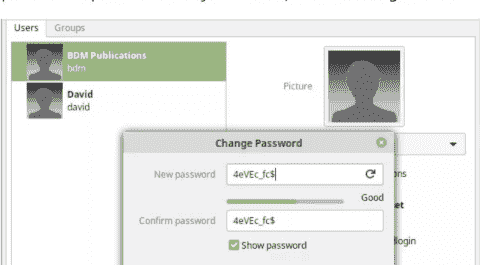 Users Groups
BDM Publications
bdm
David
david
Picture
Change Password
New password 4eVEc_fc$
Good
Confirm password 4eVEc_fc$
Show password
login